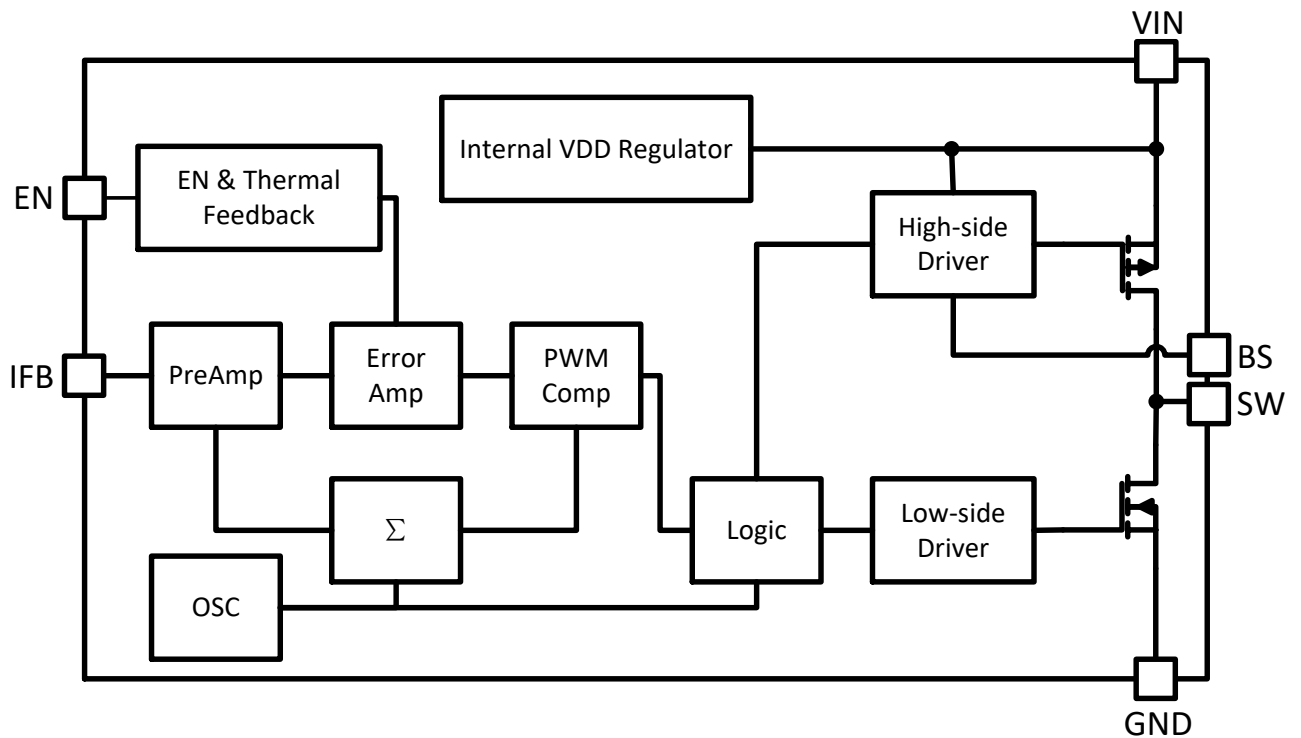 VIN
Internal VDD Regulator
EN
EN & Thermal
Feedback
High-side
Driver
IFB
PreAmp
Error
Amp
PWM
Comp
BS
SW
Σ
Logic
Low-side
Driver
OSC
GND